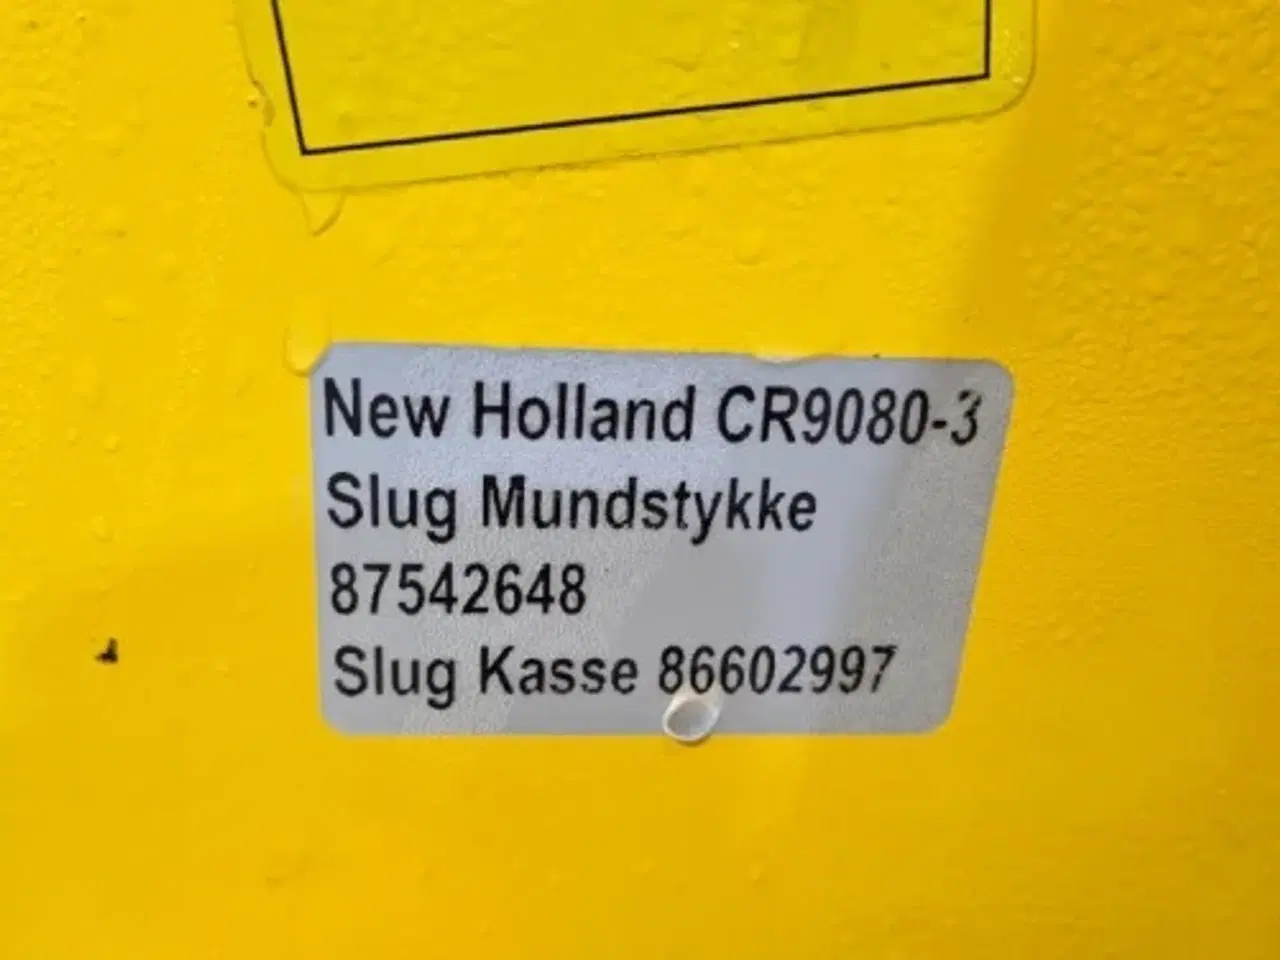 New Holland CR9080-3
Slug Mundstykke
87542648
Slug Kasse 86602997